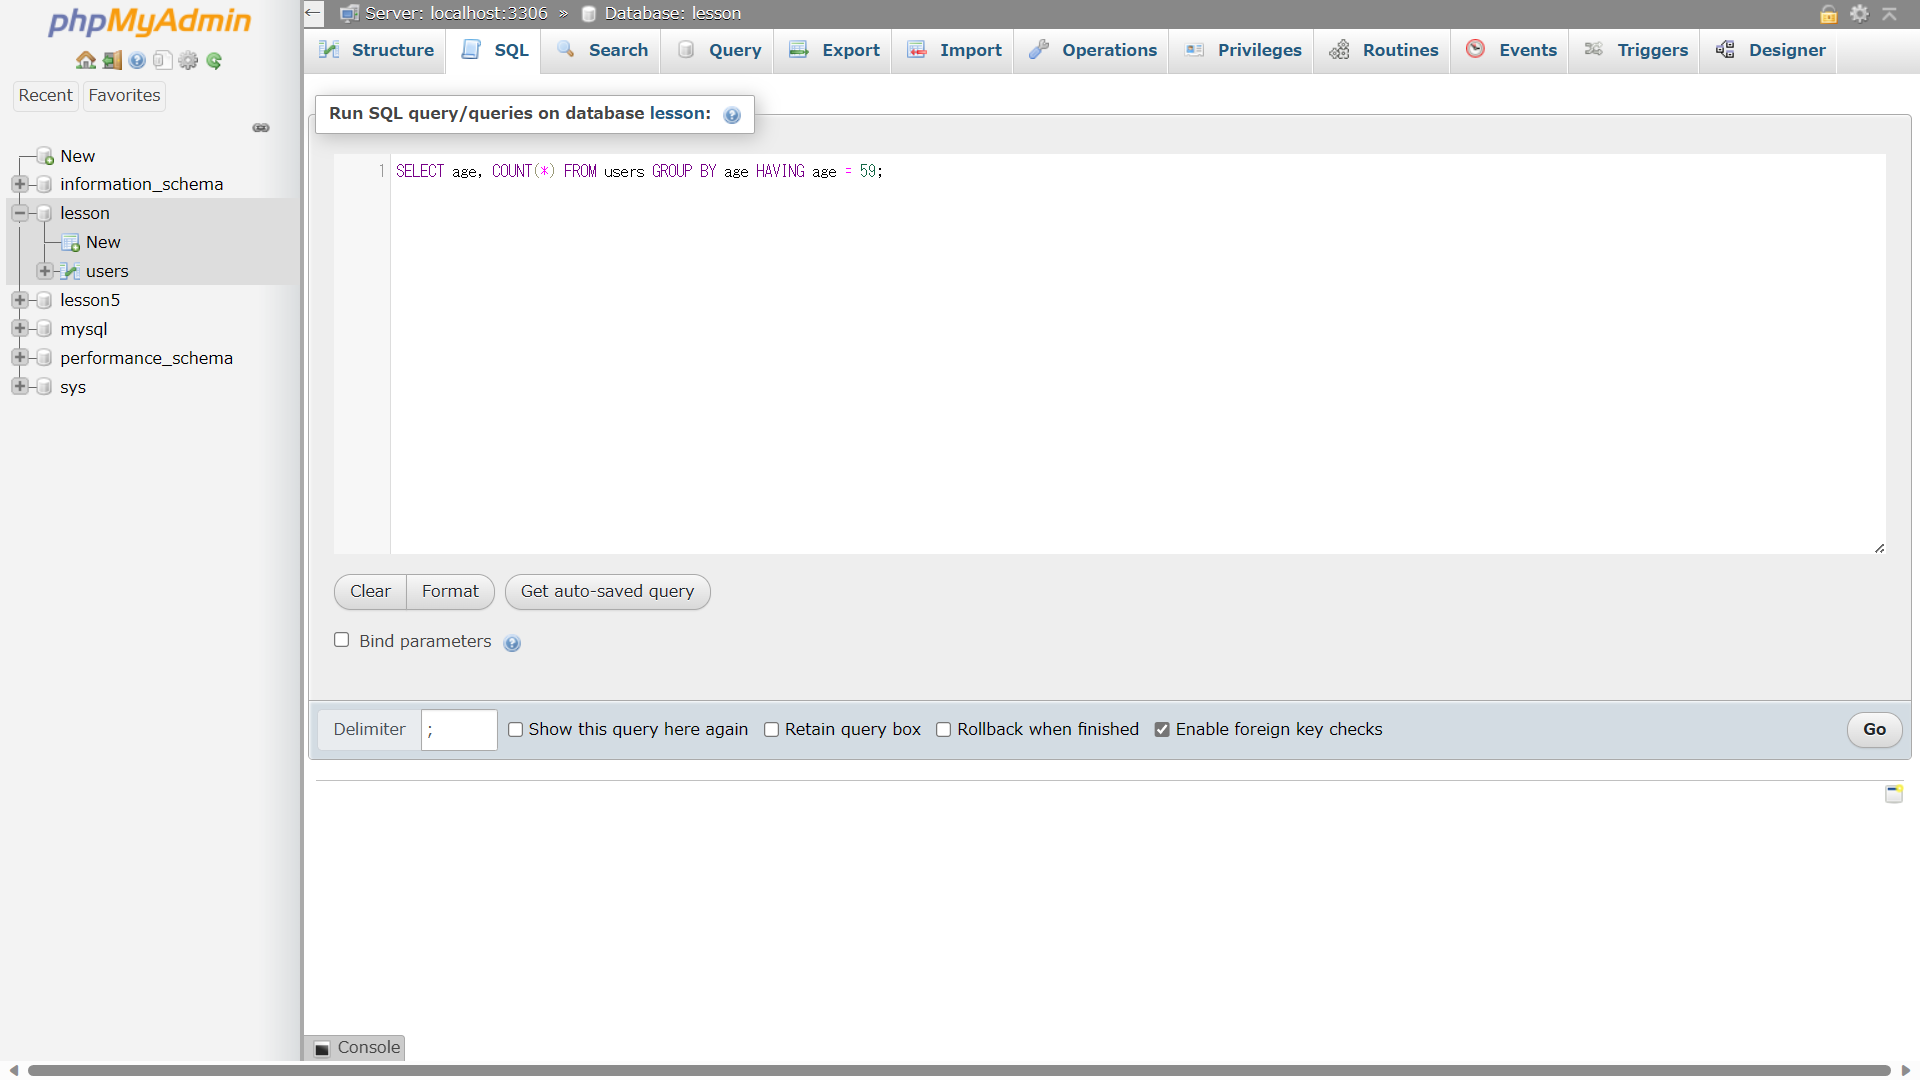 phpMyAdmin
Recent Favorites
New
information_schema
lesson
New
users
lesson5
mysql
performance_schema
sys
Server: localhost:3306 » Database: lesson
Structure SQL Search Query Export Import Operations Privileges Routines Events Triggers Designer
Run SQL query/queries on database lesson:
1 SELECT age, COUNT(*) FROM users GROUP BY age HAVING age = 59;
Clear Format Get auto-saved query
Bind parameters
Delimiter ; Show this query here again Retain query box Rollback when finished Enable foreign key checks Go
Console